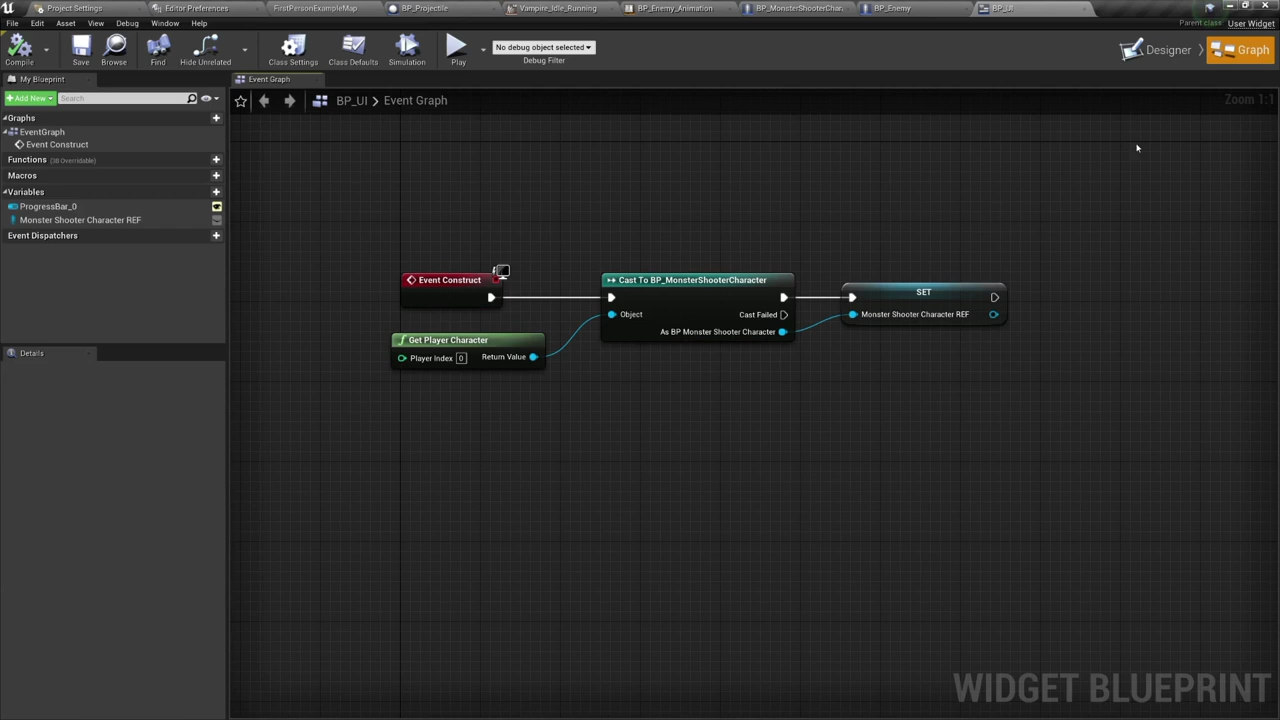 Project Settings
Editor Preferences
FirstPersonExampleMap
BP_Projectile
Vampire_Idle_Running
BP_Enemy_Animation
BP_MonsterShooterChar
BP_Enemy
BP_UI
File Edit Asset View Debug Window Help
Parent class: User Widget
Compile
Save
Browse
Find
Hide Unrelated
Class Settings
Class Defaults
Simulation
Play
No debug object selected
Debug Filter
Designer
Graph
My Blueprint
Event Graph
+Add New
Search
BP_UI > Event Graph
Zoom 1:1
Graphs
EventGraph
Event Construct
Functions (38 Overridable)
Macros
Variables
ProgressBar_0
Monster Shooter Character REF
Event Dispatchers
Details
Event Construct
Get Player Character
Player Index 0
Return Value
Cast To BP_MonsterShooterCharacter
Object
Cast Failed
As BP Monster Shooter Character
SET
Monster Shooter Character REF
WIDGET BLUEPRINT